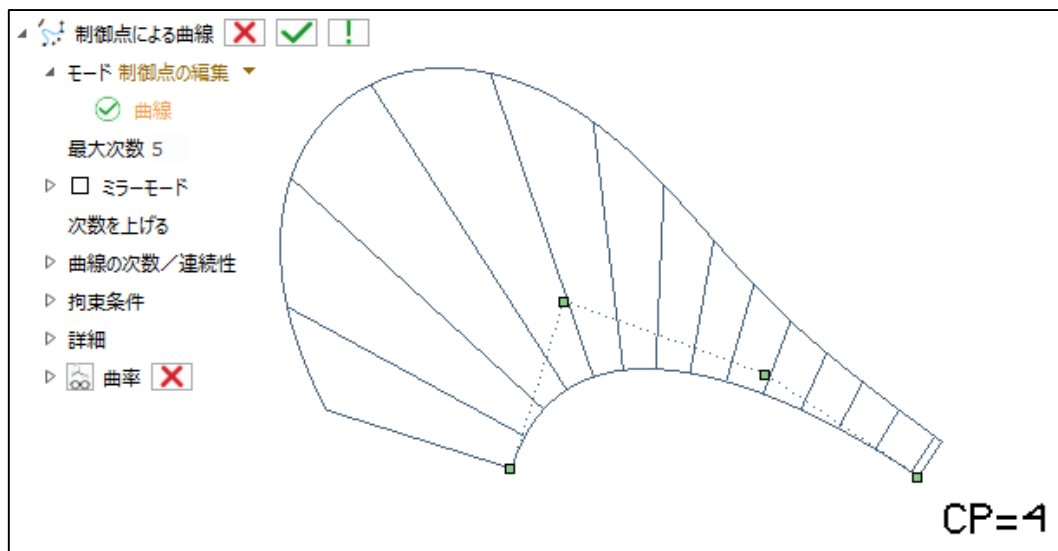 制御点による曲線
モード 制御点の編集
曲線
最大次数 5
ミラーモード
次数を上げる
曲線の次数／連続性
拘束条件
詳細
曲率
CP=4